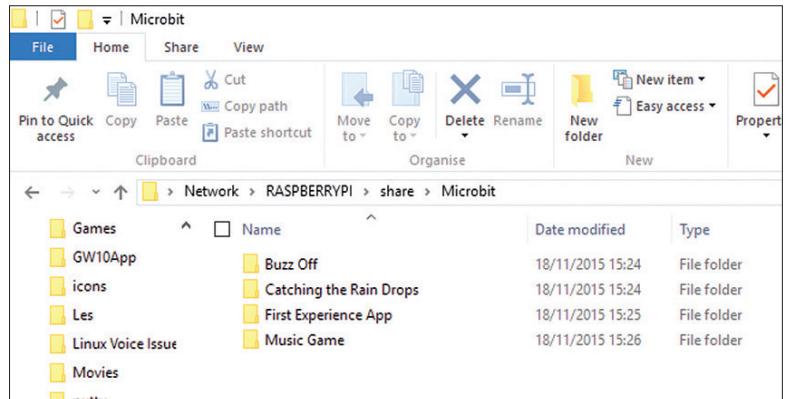 Microbit
File Home Share View
Pin to Quick access
Copy
Paste
Cut
Copy path
Paste shortcut
Clipboard
Move to
Copy to
Delete
Rename
Organise
New folder
New item
Easy access
New
Propert
Network > RASPBERRYPI > share > Microbit
Name Date modified Type
Games
GW10App
icons
Les
Linux Voice Issue
Movies
Buzz Off 18/11/2015 15:24 File folder
Catching the Rain Drops 18/11/2015 15:24 File folder
First Experience App 18/11/2015 15:25 File folder
Music Game 18/11/2015 15:26 File folder